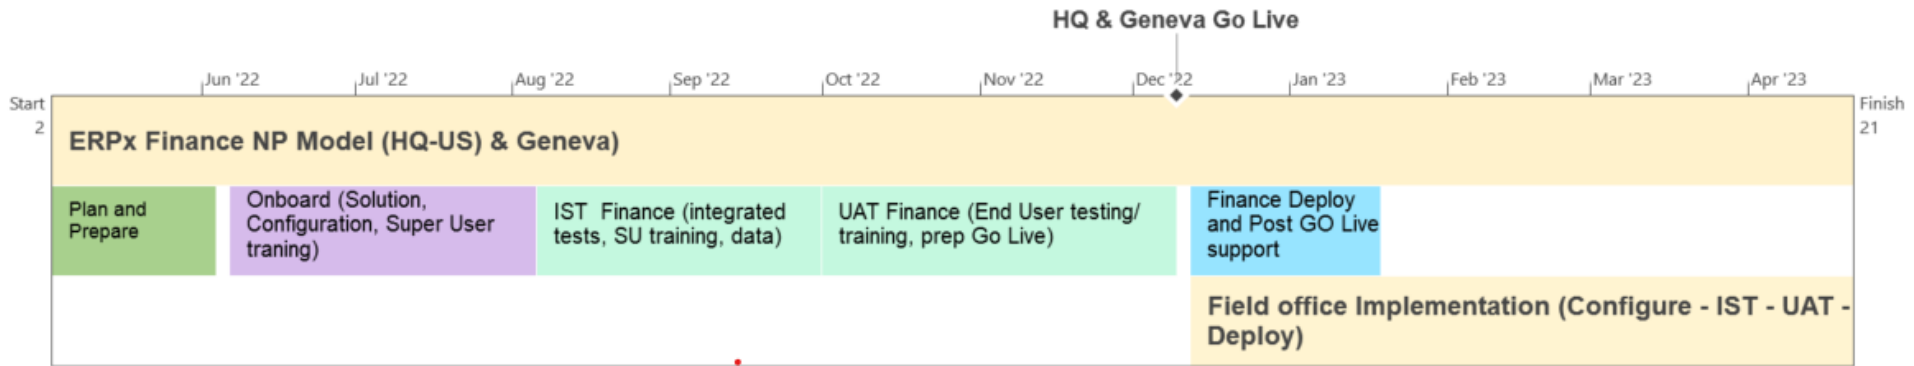 HQ & Geneva Go Live
Jun '22
Jul '22
Aug '22
Sep '22
Oct '22
Nov '22
Dec '22
Jan '23
Feb '23
Mar '23
Apr '23
Start
2
Finish
21
ERPx Finance NP Model (HQ-US) & Geneva)
Plan and
Prepare
Onboard (Solution,
Configuration, Super User
traning)
IST Finance (integrated
tests, SU training, data)
UAT Finance (End User testing/
training, prep Go Live)
Finance Deploy
and Post GO Live
support
Field office Implementation (Configure - IST - UAT -
Deploy)